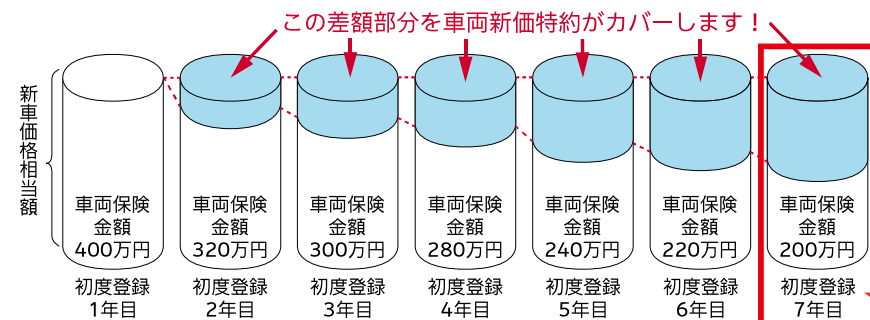 この差額部分を車両新価特約がカバーします！
新車価格相当額
車両保険
金額
400万円
初度登録
1年目
車両保険
金額
320万円
初度登録
2年目
車両保険
金額
300万円
初度登録
3年目
車両保険
金額
280万円
初度登録
4年目
車両保険
金額
240万円
初度登録
5年目
車両保険
金額
220万円
初度登録
6年目
車両保険
金額
200万円
初度登録
7年目